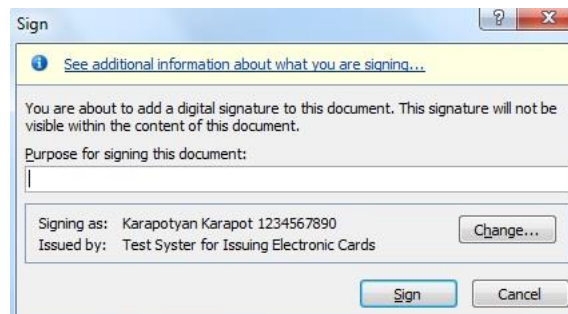 Sign
See additional information about what you are signing...
You are about to add a digital signature to this document. This signature will not be
visible within the content of this document.
Purpose for signing this document:
Signing as: Karapotyan Karapot 1234567890
Change...
Issued by: Test Syster for Issuing Electronic Cards
Sign Cancel